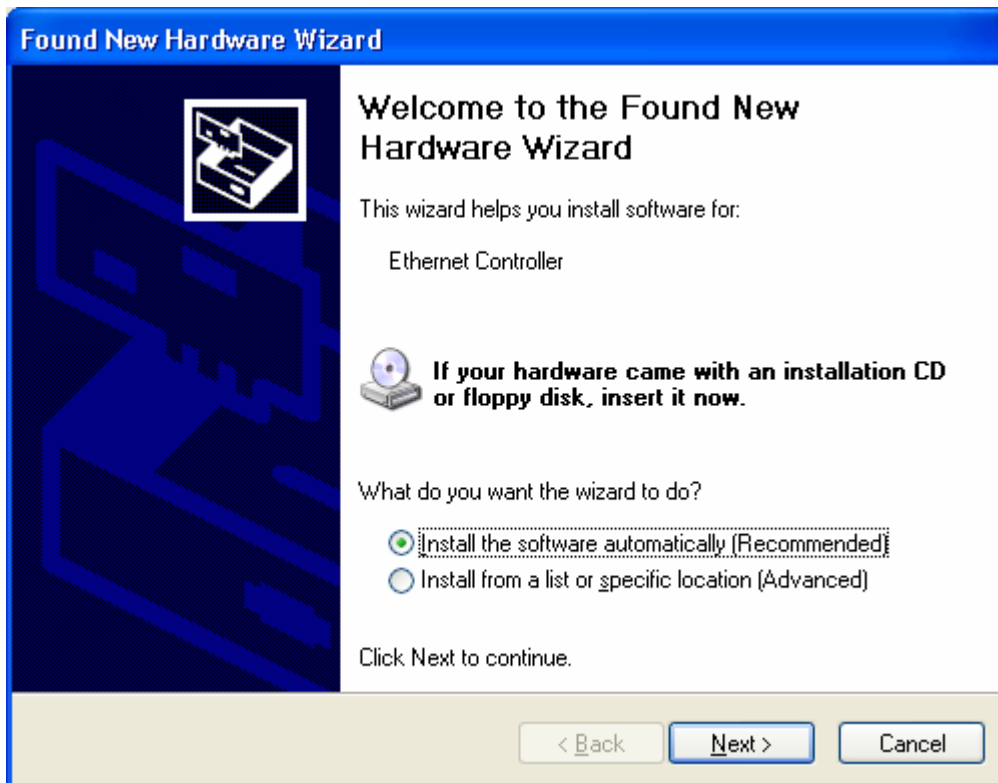 Found New Hardware Wizard
Welcome to the Found New
Hardware Wizard
This wizard helps you install software for:
Ethernet Controller
If your hardware came with an installation CD
or floppy disk, insert it now.
What do you want the wizard to do?
Install the software automatically (Recommended)
Install from a list or specific location (Advanced)
Click Next to continue.
< Back Next > Cancel